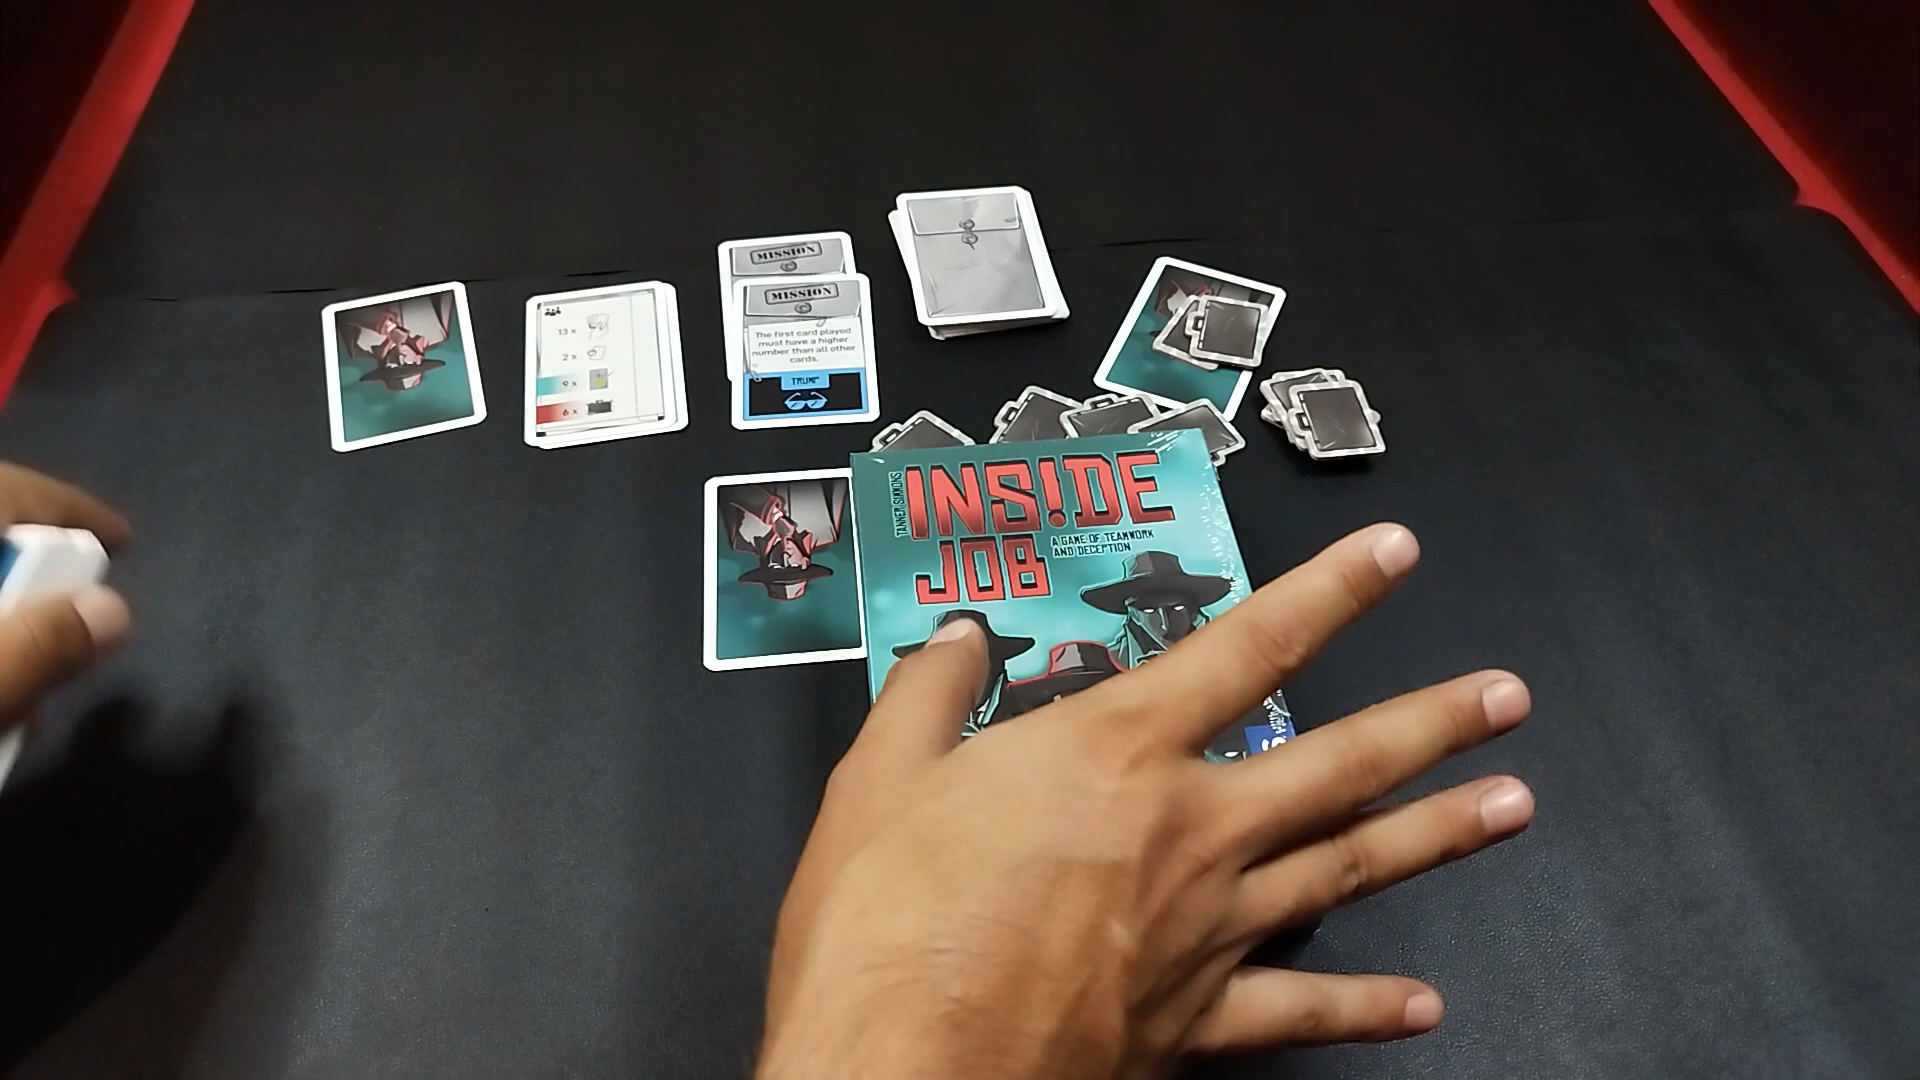 MISSION
MISSION
The first card played
must have a higher
number than all other
cards.
TRUMP
13 x
2 x
9 x
6 x
TANNER SIMMONS
INS!DE
JOB
A GAME OF TEAMWORK
AND DECEPTION